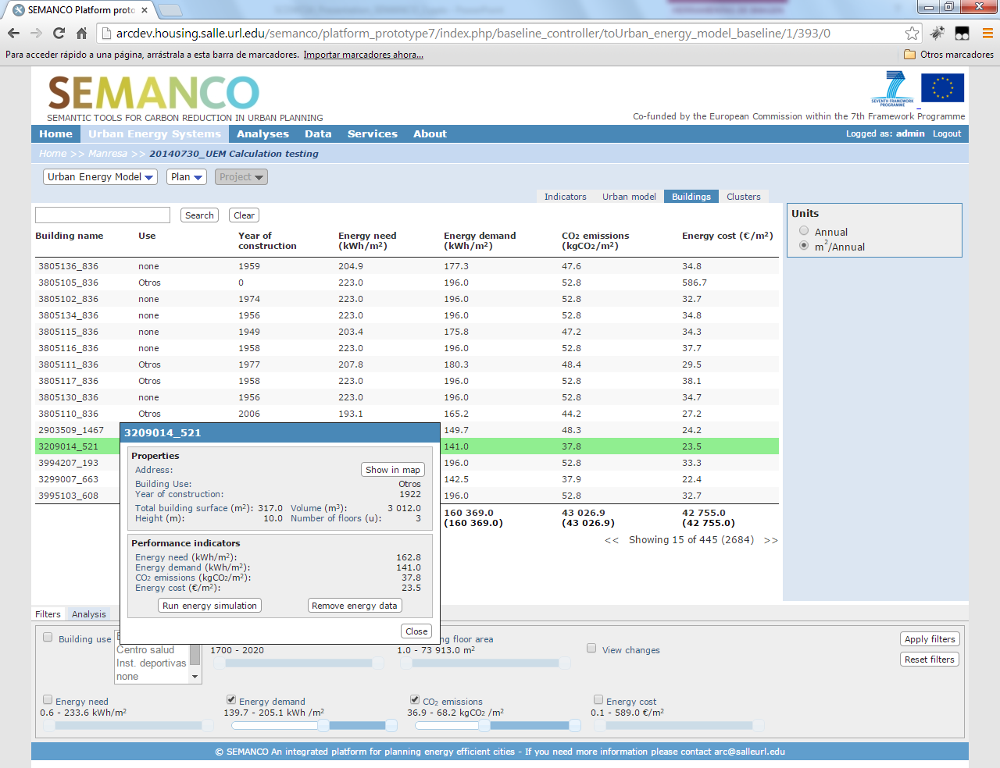 SEMANCO Platform proto
arcdev.housing.salle.url.edu/semanco/platform_prototype7/index.php/baseline_controller/toUrban_energy_model_baseline/1/393/0
Para acceder rápido a una página, arrástrala a esta barra de marcadores. Importar marcadores ahora... Otros marcadores
SEMANCO
SEMANTIC TOOLS FOR CARBON REDUCTION IN URBAN PLANNING
SEVENTH FRAMEWORK
PROGRAMME
Co-funded by the European Commission within the 7th Framework Programme
Home Urban Energy Systems Analyses Data Services About Logged as: admin Logout
Home >> Manresa >> 20140730_UEM Calculation testing
Urban Energy Model Plan Project
Indicators Urban model Buildings Clusters
Search Clear
Units
Annual
m²/Annual
Building name Use Year of construction Energy need (kWh/m²) Energy demand (kWh/m²) CO₂ emissions (kgCO₂/m²) Energy cost (€/m²)
3805136_836 none 1959 204.9 177.3 47.6 34.8
3805105_836 Otros 0 223.0 196.0 52.8 586.7
3805102_836 none 1974 223.0 196.0 52.8 32.7
3805134_836 none 1956 223.0 196.0 52.8 34.8
3805115_836 none 1949 203.4 175.8 47.2 34.3
3805116_836 none 1958 223.0 196.0 52.8 37.7
3805111_836 Otros 1977 207.8 180.3 48.4 29.5
3805117_836 Otros 1958 223.0 196.0 52.8 38.1
3805130_836 none 1956 223.0 196.0 52.8 34.7
3805110_836 Otros 2006 193.1 165.2 44.2 27.2
2903509_1467 149.7 48.3 24.2
3209014_521 141.0 37.8 23.5
3994207_193 196.0 52.8 33.3
3299007_663 142.5 37.9 22.4
3995103_608 196.0 52.8 32.7
160 369.0 43 026.9 42 755.0
(160 369.0) (43 026.9) (42 755.0)
<< Showing 15 of 445 (2684) >>
3209014_521
Properties
Address: Show in map
Building Use: Otros
Year of construction: 1922
Total building surface (m²): 317.0 Volume (m³): 3 012.0
Height (m): 10.0 Number of floors (u): 3
Performance indicators
Energy need (kWh/m²): 162.8
Energy demand (kWh/m²): 141.0
CO₂ emissions (kgCO₂/m²): 37.8
Energy cost (€/m²): 23.5
Run energy simulation Remove energy data
Close
Filters Analysis
Building use
Centro salud
Inst. deportivas
none
1700 - 2020
floor area
1.0 - 73 913.0 m²
View changes
Apply filters
Reset filters
Energy need
0.6 - 233.6 kWh/m²
Energy demand
139.7 - 205.1 kWh /m²
CO₂ emissions
36.9 - 68.2 kgCO₂ /m²
Energy cost
0.1 - 589.0 €/m²
© SEMANCO An integrated platform for planning energy efficient cities - If you need more information please contact arc@salleurl.edu